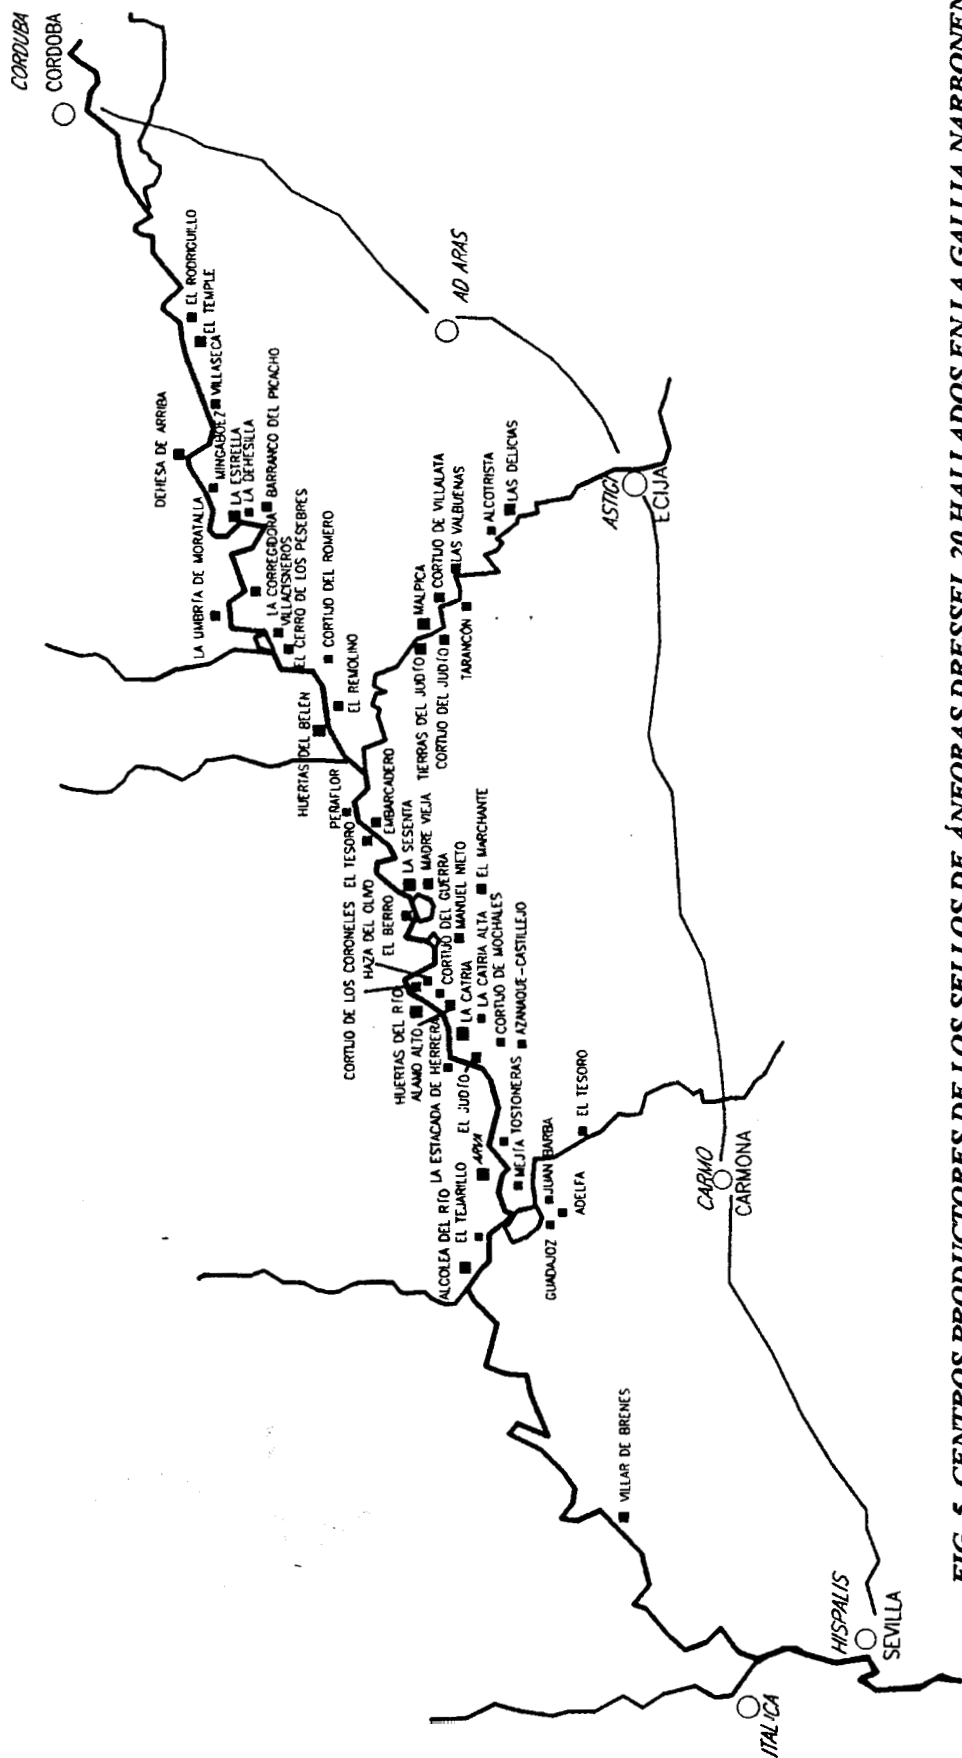 CORDUBA
CORDOBA
EL RODRIGUILLO
EL TEMPLE
DEHESA DE ARRIBA
VILLASECA
MINGAOBEZ
LA ESTRELLA
LA DEHESILLA
BARRANCO DEL PICACHO
LA UMBRÍA DE MORATALLA
LA CORREGIDORA
VILLACISNEROS
EL CERRO DE LOS PESEBRES
CORTIJO DEL ROMERO
EL REMOLINO
HUERTAS DEL BELÉN
PEÑAFLOR
AD ARAS
ASTIGI
ECIJA
LAS DELICIAS
ALCOTRISTA
LAS VALBUENAS
CORTIJO DE VILLALATA
MALPICA
TARANCÓN
CORTIJO DEL JUDÍO
TIERRAS DEL JUDÍO
EMBARCADERO
EL TESORO
CORTIJO DE LOS CORONELES
HAZA DEL OLIVO
EL BERRO
LA SESENTA
MADRE VIEJA
CORTIJO DEL GUERRA
MANUEL NIETO
EL MARCHANTE
HUERTAS DEL RÍO
ALAMO ALTO
LA CATRIA
LA CATRIA ALTA
CORTIJO DE MOCHALES
AZANAQUE-CASTILLEJO
LA ESTACADA DE HERRERA
EL JUDÍO
ARVA
TOSTONERAS
MEJÍA
ALCOLEA DEL RÍO
EL TEJARILLO
JUAN BARBA
GUADAJOZ
ADELFA
EL TESORO
CARMO
CARMONA
VILLAR DE BRENES
HISPALIS
SEVILLA
ITALICA
FIG. 5. CENTROS PRODUCTORES DE LOS SELLOS DE ÁNFORAS DRESSEL 20 HALLADOS EN LA GALLIA